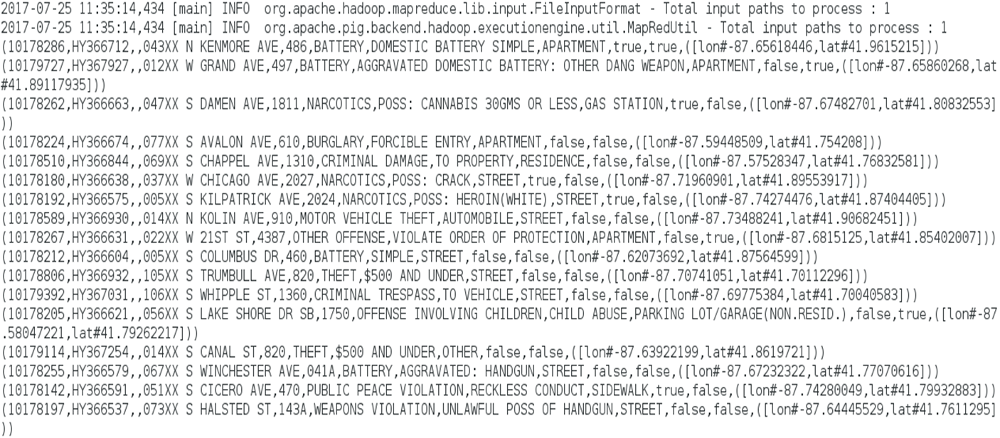 2017-07-25 11:35:14,434 [main] INFO  org.apache.hadoop.mapreduce.lib.input.FileInputFormat - Total input paths to process : 1
2017-07-25 11:35:14,434 [main] INFO  org.apache.pig.backend.hadoop.executionengine.util.MapRedUtil - Total input paths to process : 1
(10178286,HY366712,,043XX N KENMORE AVE,486,BATTERY,DOMESTIC BATTERY SIMPLE,APARTMENT,true,true,([lon#-87.65618446,lat#41.9615215]))
(10179727,HY367927,,012XX W GRAND AVE,497,BATTERY,AGGRAVATED DOMESTIC BATTERY: OTHER DANG WEAPON,APARTMENT,false,true,([lon#-87.65860268,lat
#41.89117935]))
(10178262,HY366663,,047XX S DAMEN AVE,1811,NARCOTICS,POSS: CANNABIS 30GMS OR LESS,GAS STATION,true,false,([lon#-87.67482701,lat#41.80832553]
))
(10178224,HY366674,,077XX S AVALON AVE,610,BURGLARY,FORCIBLE ENTRY,APARTMENT,false,false,([lon#-87.59448509,lat#41.754208]))
(10178510,HY366844,,069XX S CHAPPEL AVE,1310,CRIMINAL DAMAGE,TO PROPERTY,RESIDENCE,false,false,([lon#-87.57528347,lat#41.76832581]))
(10178180,HY366638,,037XX W CHICAGO AVE,2027,NARCOTICS,POSS: CRACK,STREET,true,false,([lon#-87.71960901,lat#41.89553917]))
(10178192,HY366575,,005XX S KILPATRICK AVE,2024,NARCOTICS,POSS: HEROIN(WHITE),STREET,true,false,([lon#-87.74274476,lat#41.87404405]))
(10178589,HY366930,,014XX N KOLIN AVE,910,MOTOR VEHICLE THEFT,AUTOMOBILE,STREET,false,false,([lon#-87.73488241,lat#41.90682451]))
(10178267,HY366631,,022XX W 21ST ST,4387,OTHER OFFENSE,VIOLATE ORDER OF PROTECTION,APARTMENT,false,true,([lon#-87.6815125,lat#41.85402007]))
(10178212,HY366604,,005XX S COLUMBUS DR,460,BATTERY,SIMPLE,STREET,false,false,([lon#-87.62073692,lat#41.87564599]))
(10178806,HY366932,,105XX S TRUMBULL AVE,820,THEFT,$500 AND UNDER,STREET,false,false,([lon#-87.70741051,lat#41.70112296]))
(10179392,HY367031,,106XX S WHIPPLE ST,1360,CRIMINAL TRESPASS,TO VEHICLE,STREET,false,false,([lon#-87.69775384,lat#41.70040583]))
(10178205,HY366621,,056XX S LAKE SHORE DR SB,1750,OFFENSE INVOLVING CHILDREN,CHILD ABUSE,PARKING LOT/GARAGE(NON.RESID.),false,true,([lon#-87
.58047221,lat#41.79262217]))
(10179114,HY367254,,014XX S CANAL ST,820,THEFT,$500 AND UNDER,OTHER,false,false,([lon#-87.63922199,lat#41.8619721]))
(10178255,HY366579,,067XX S WINCHESTER AVE,041A,BATTERY,AGGRAVATED: HANDGUN,STREET,false,false,([lon#-87.67232322,lat#41.77070616]))
(10178142,HY366591,,051XX S CICERO AVE,470,PUBLIC PEACE VIOLATION,RECKLESS CONDUCT,SIDEWALK,true,false,([lon#-87.74280049,lat#41.79932883]))
(10178197,HY366537,,073XX S HALSTED ST,143A,WEAPONS VIOLATION,UNLAWFUL POSS OF HANDGUN,STREET,false,false,([lon#-87.64445529,lat#41.7611295]
))